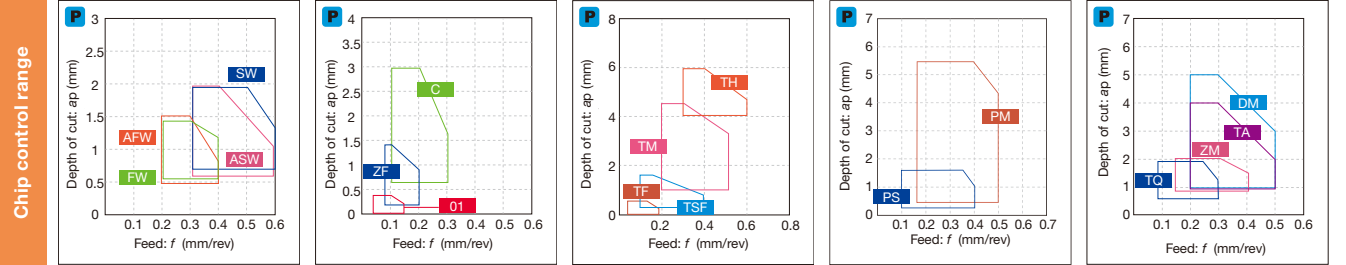 Chip control range
P
Depth of cut: ap (mm)
3
2.5
2
1.5
1
0.5
0
SW
AFW
ASW
FW
0.1 0.2 0.3 0.4 0.5 0.6
Feed: f (mm/rev)
P
Depth of cut: ap (mm)
4
3.5
3
2.5
2
1.5
1
0.5
0
C
ZF
01
0.1 0.2 0.3 0.4 0.5 0.6
Feed: f (mm/rev)
P
Depth of cut: ap (mm)
8
6
4
2
0
TH
TM
TF
TSF
0.2 0.4 0.6 0.8
Feed: f (mm/rev)
P
Depth of cut: ap (mm)
7
6
5
4
3
2
1
0
PM
PS
0.1 0.2 0.3 0.4 0.5 0.6 0.7
Feed: f (mm/rev)
P
Depth of cut: ap (mm)
7
6
5
4
3
2
1
0
DM
TA
ZM
TQ
0.1 0.2 0.3 0.4 0.5 0.6
Feed: f (mm/rev)